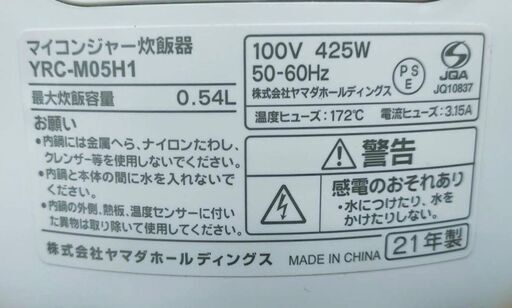 マイコンジャー炊飯器
YRC-M05H1
最大炊飯容量 0.54L
お願い
•内鍋には金属へら、ナイロンたわし、
クレンザー等を使用しないでください。
•内鍋と本体の間に水を入れないで
ください。
•内鍋の外側、熱板、温度センサーに付い
た異物は取り除いて使用してください。
株式会社ヤマダホールディングス
100V 425W
50-60Hz
株式会社ヤマダホールディングス
PSE
JQA
JQ10837
温度ヒューズ:172℃ 電流ヒューズ:3.15A
警告
感電のおそれあり
•水につけたり、水を
かけたりしない。
MADE IN CHINA
21年製